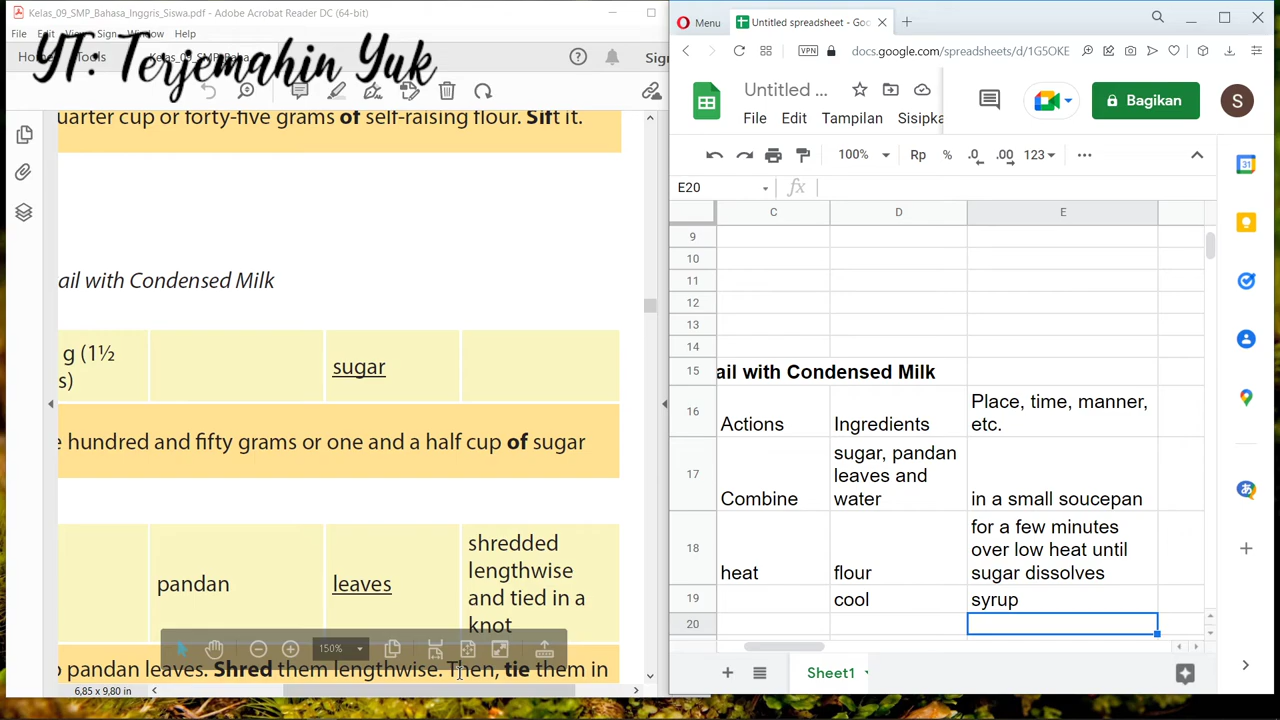 Kelas_09_SMP_Bahasa_Inggris_Siswa.pdf - Adobe Acrobat Reader DC (64-bit)
File View Sign Window Help
YT: Terjemahin Yuk
Tools
Sign
uarter cup or forty-five grams of self-raising flour. Sift it.
ail with Condensed Milk
g (1½
s)
sugar
e hundred and fifty grams or one and a half cup of sugar
pandan
leaves
shredded
lengthwise
and tied in a
knot
150%
pandan leaves. Shred them lengthwise. Then, tie them in
6,85 x 9,80 in
Menu
Untitled spreadsheet - Goo
VPN
docs.google.com/spreadsheets/d/1G5OKE
Untitled ...
File Edit Tampilan Sisipka
Bagikan
S
100% Rp % .0 .00 123
E20
fx
C D E
9
10
11
12
13
14
15 ail with Condensed Milk
16 Actions Ingredients Place, time, manner,
etc.
17 Combine sugar, pandan
leaves and
water in a small soucepan
18 heat flour for a few minutes
over low heat until
sugar dissolves
19 cool syrup
20
Sheet1
31